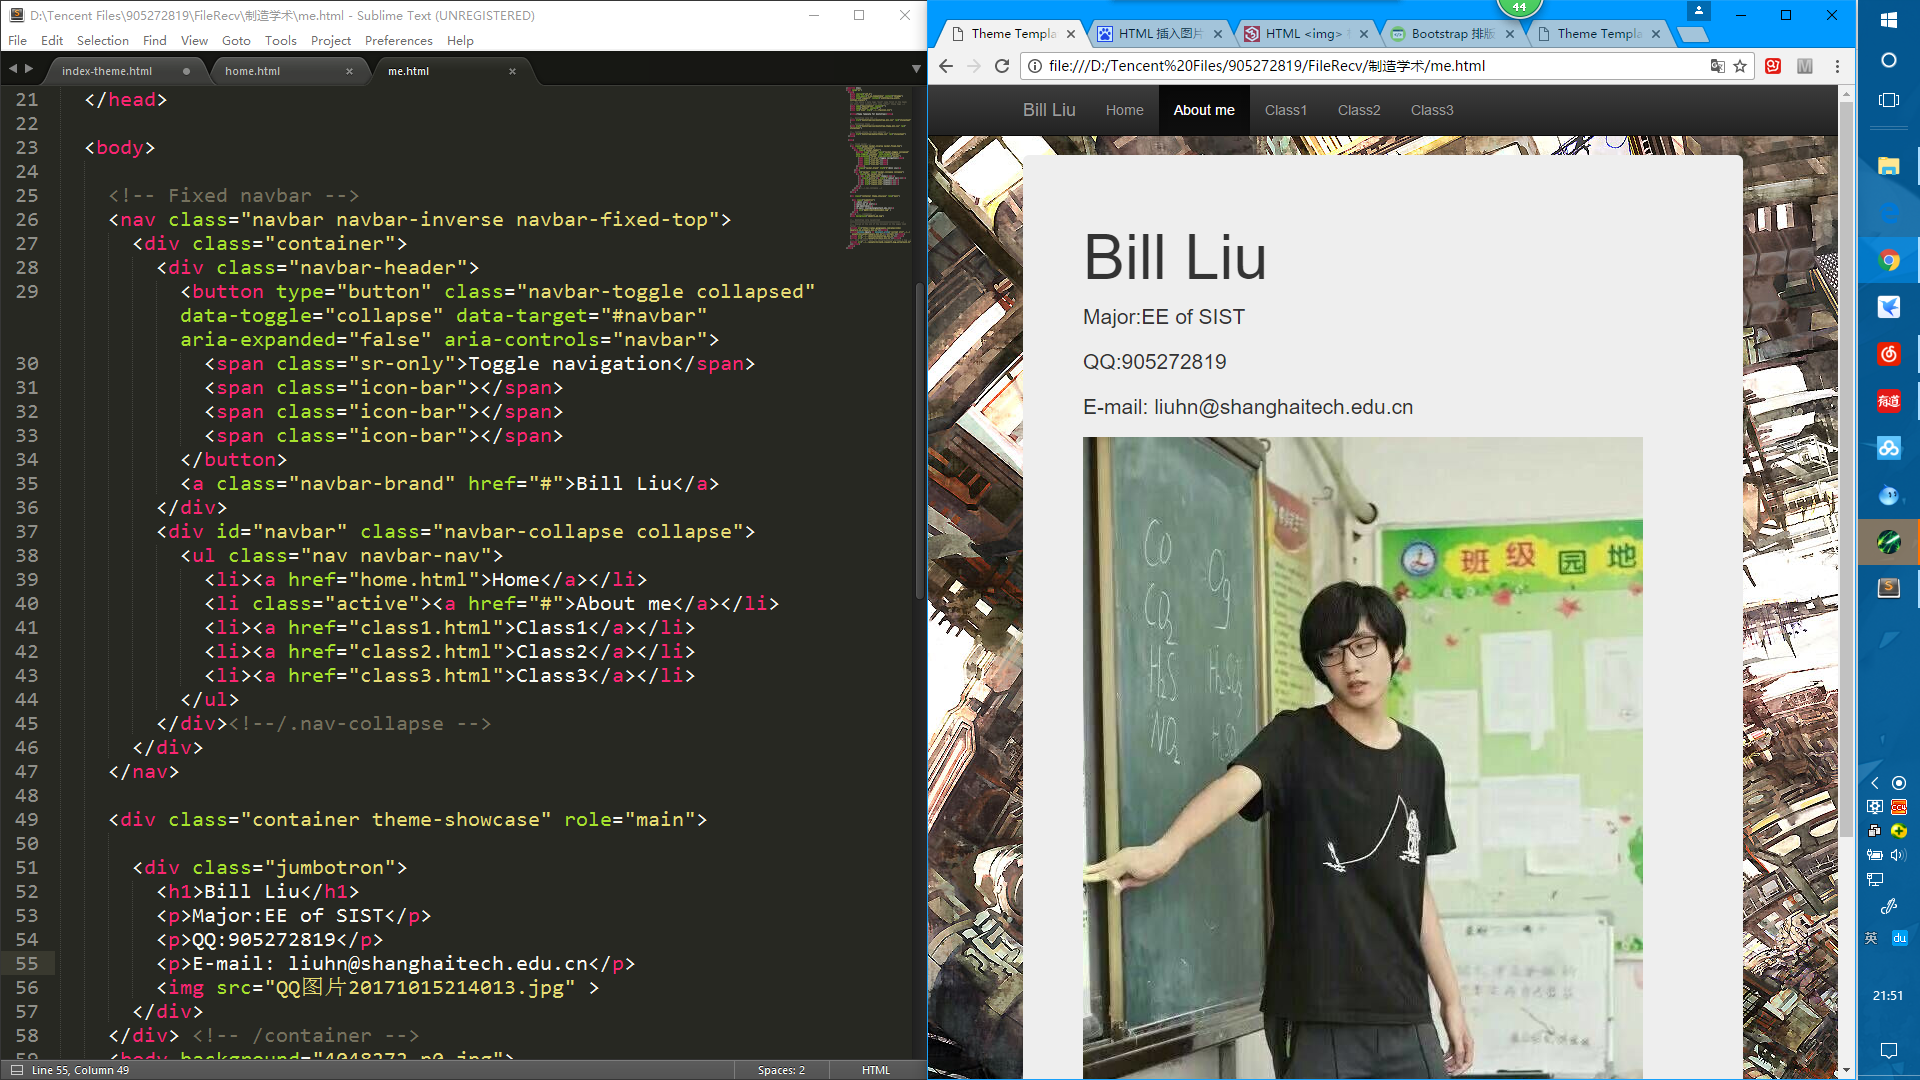 D:\Tencent Files\905272819\FileRecv\制造学术\me.html - Sublime Text (UNREGISTERED)
File Edit Selection Find View Goto Tools Project Preferences Help
index-theme.html
home.html
me.html
21 </head>
22
23 <body>
24
25 <!-- Fixed navbar -->
26 <nav class="navbar navbar-inverse navbar-fixed-top">
27 <div class="container">
28 <div class="navbar-header">
29 <button type="button" class="navbar-toggle collapsed"
data-toggle="collapse" data-target="#navbar"
aria-expanded="false" aria-controls="navbar">
30 <span class="sr-only">Toggle navigation</span>
31 <span class="icon-bar"></span>
32 <span class="icon-bar"></span>
33 <span class="icon-bar"></span>
34 </button>
35 <a class="navbar-brand" href="#">Bill Liu</a>
36 </div>
37 <div id="navbar" class="navbar-collapse collapse">
38 <ul class="nav navbar-nav">
39 <li><a href="home.html">Home</a></li>
40 <li class="active"><a href="#">About me</a></li>
41 <li><a href="class1.html">Class1</a></li>
42 <li><a href="class2.html">Class2</a></li>
43 <li><a href="class3.html">Class3</a></li>
44 </ul>
45 </div><!--/.nav-collapse -->
46 </div>
47 </nav>
48
49 <div class="container theme-showcase" role="main">
50
51 <div class="jumbotron">
52 <h1>Bill Liu</h1>
53 <p>Major:EE of SIST</p>
54 <p>QQ:905272819</p>
55 <p>E-mail: liuhn@shanghaitech.edu.cn</p>
56 <img src="QQ图片20171015214013.jpg" >
57 </div>
58 </div> <!-- /container -->
59 <body background="4048273_p0.jpg">
Line 55, Column 49
Spaces: 2
HTML
44
Theme Templa
HTML 插入图片
HTML <img>
Bootstrap 排版
Theme Templa
file:///D:/Tencent%20Files/905272819/FileRecv/制造学术/me.html
Bill Liu Home About me Class1 Class2 Class3
Bill Liu
Major:EE of SIST
QQ:905272819
E-mail: liuhn@shanghaitech.edu.cn
班级园地
Co
O
CO2
H2S
NO2
有道
英 du
21:51